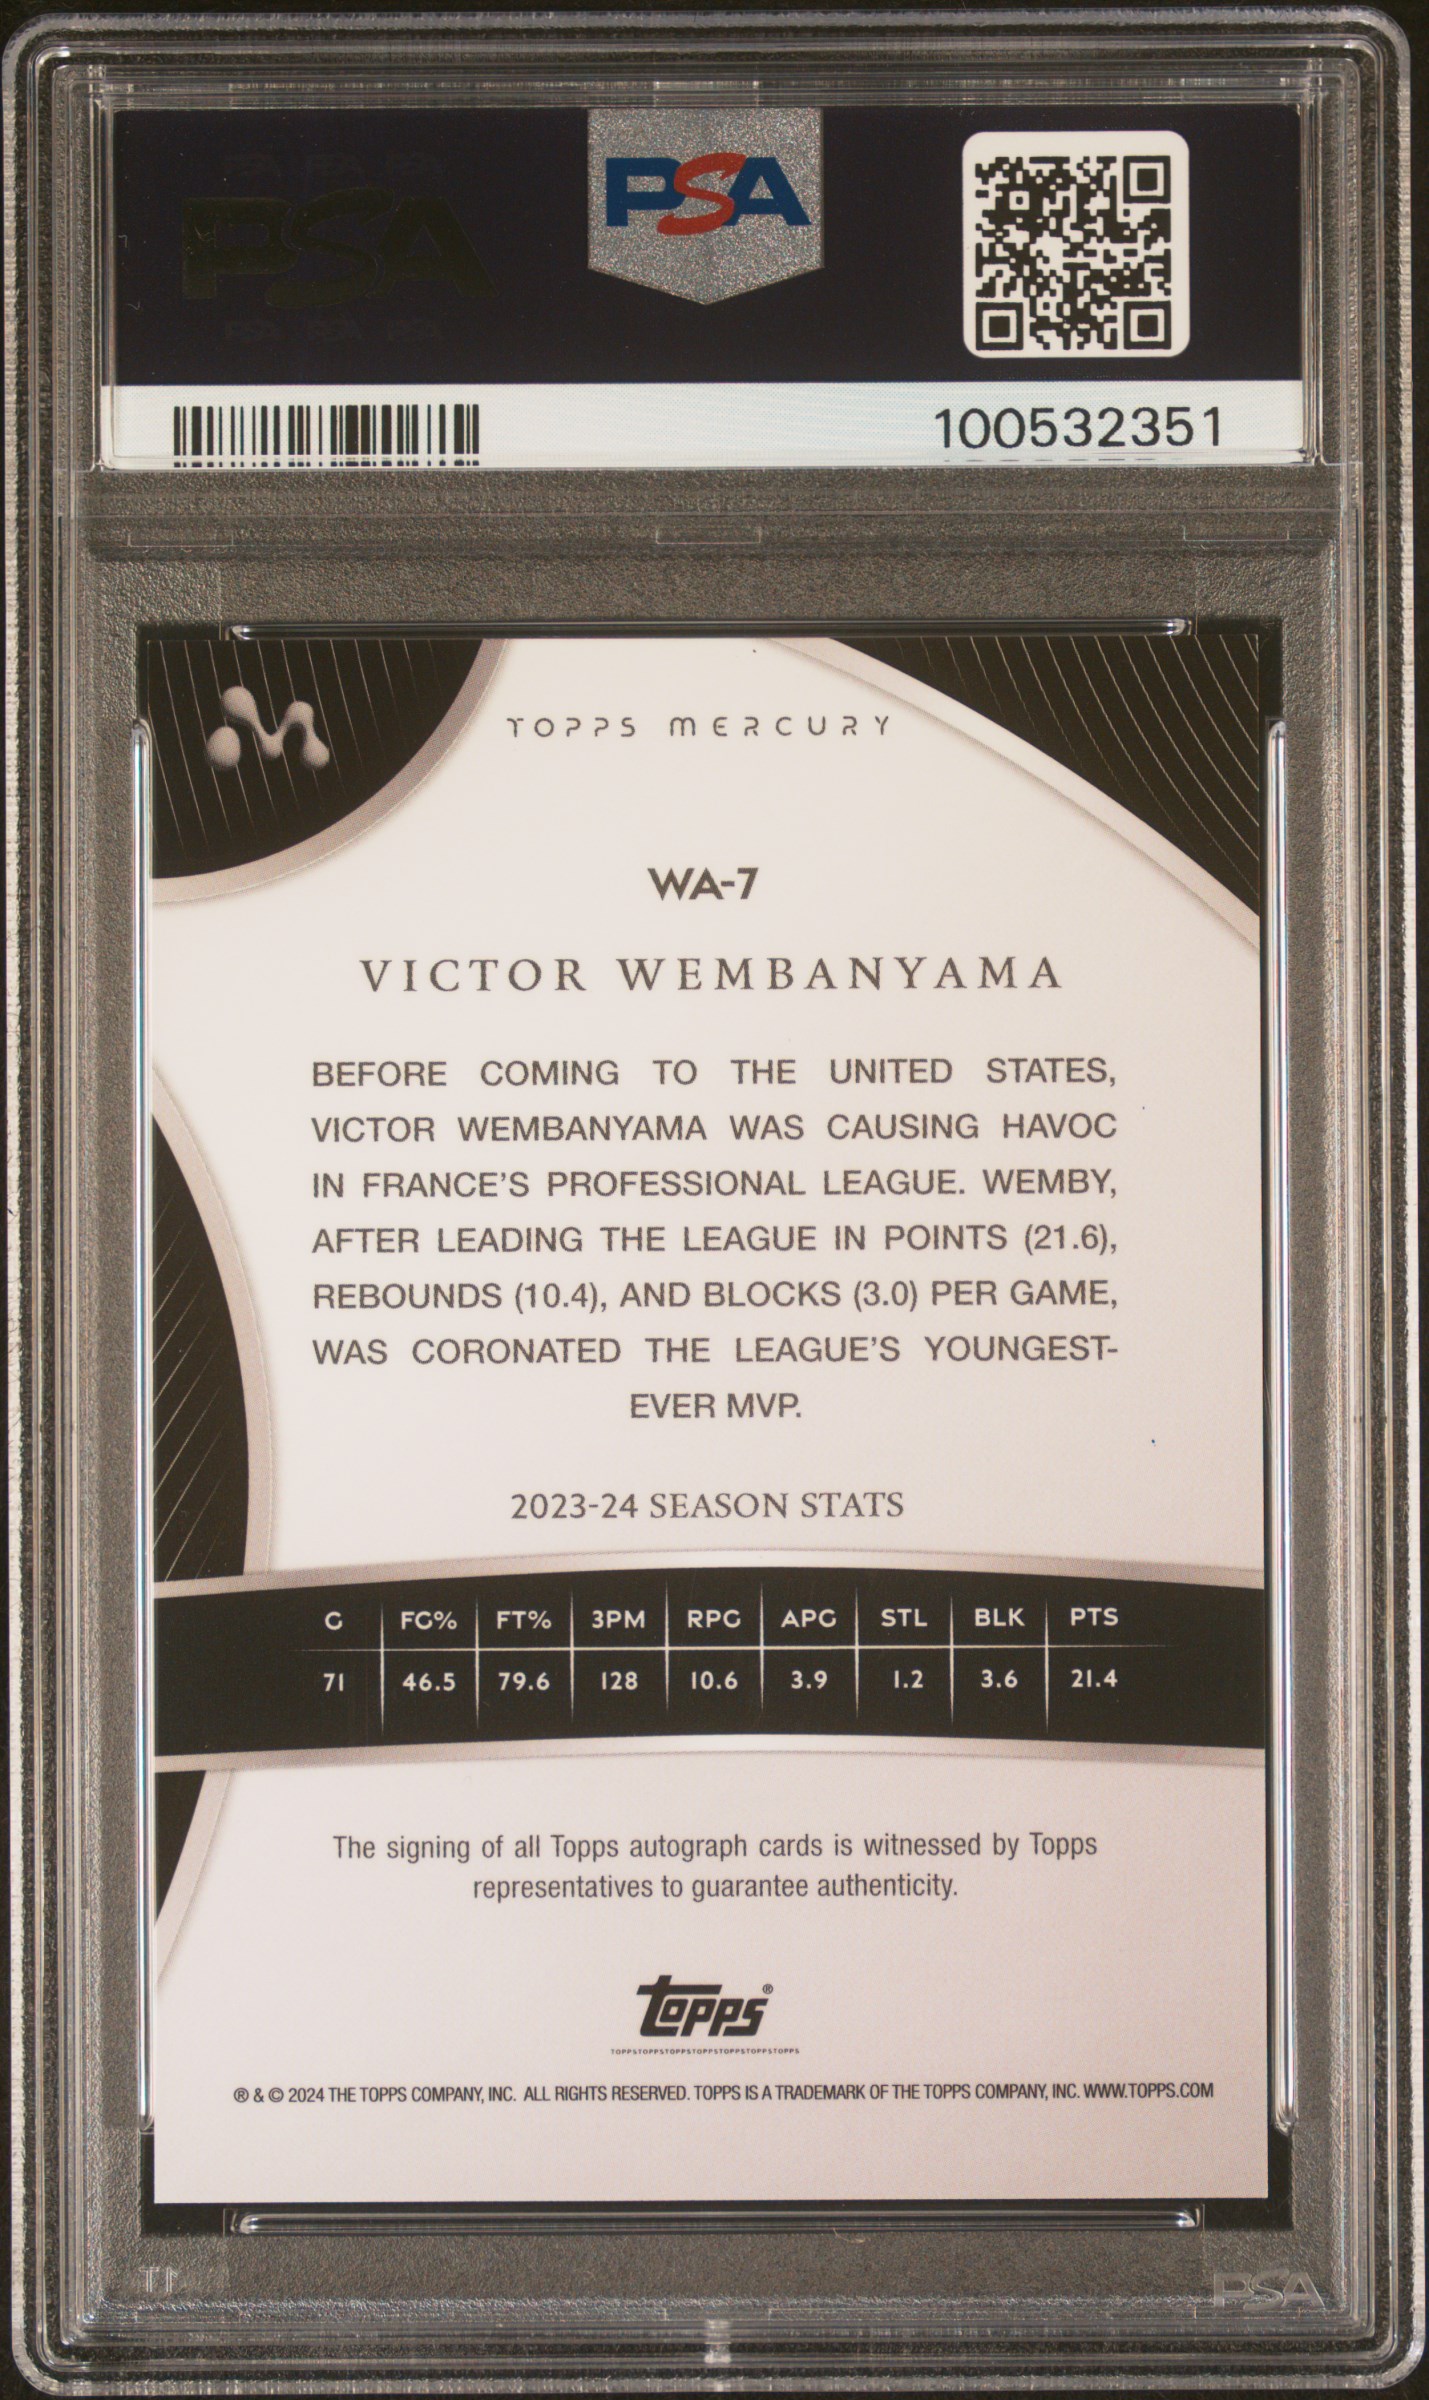 PSA
PSA
100532351
TOPPS MERCURY
WA-7
VICTOR WEMBANYAMA
BEFORE COMING TO THE UNITED STATES,
VICTOR WEMBANYAMA WAS CAUSING HAVOC
IN FRANCE'S PROFESSIONAL LEAGUE. WEMBY,
AFTER LEADING THE LEAGUE IN POINTS (21.6),
REBOUNDS (10.4), AND BLOCKS (3.0) PER GAME,
WAS CORONATED THE LEAGUE'S YOUNGEST-
EVER MVP.
2023-24 SEASON STATS
G FG% FT% 3PM RPG APG STL BLK PTS
71 46.5 79.6 128 10.6 3.9 1.2 3.6 21.4
The signing of all Topps autograph cards is witnessed by Topps
representatives to guarantee authenticity.
topps®
TOPPSTOPPSTOPPSTOPPSTOPPSTOPPSTOPPS
® & © 2024 THE TOPPS COMPANY, INC. ALL RIGHTS RESERVED. TOPPS IS A TRADEMARK OF THE TOPPS COMPANY, INC. WWW.TOPPS.COM
PSA